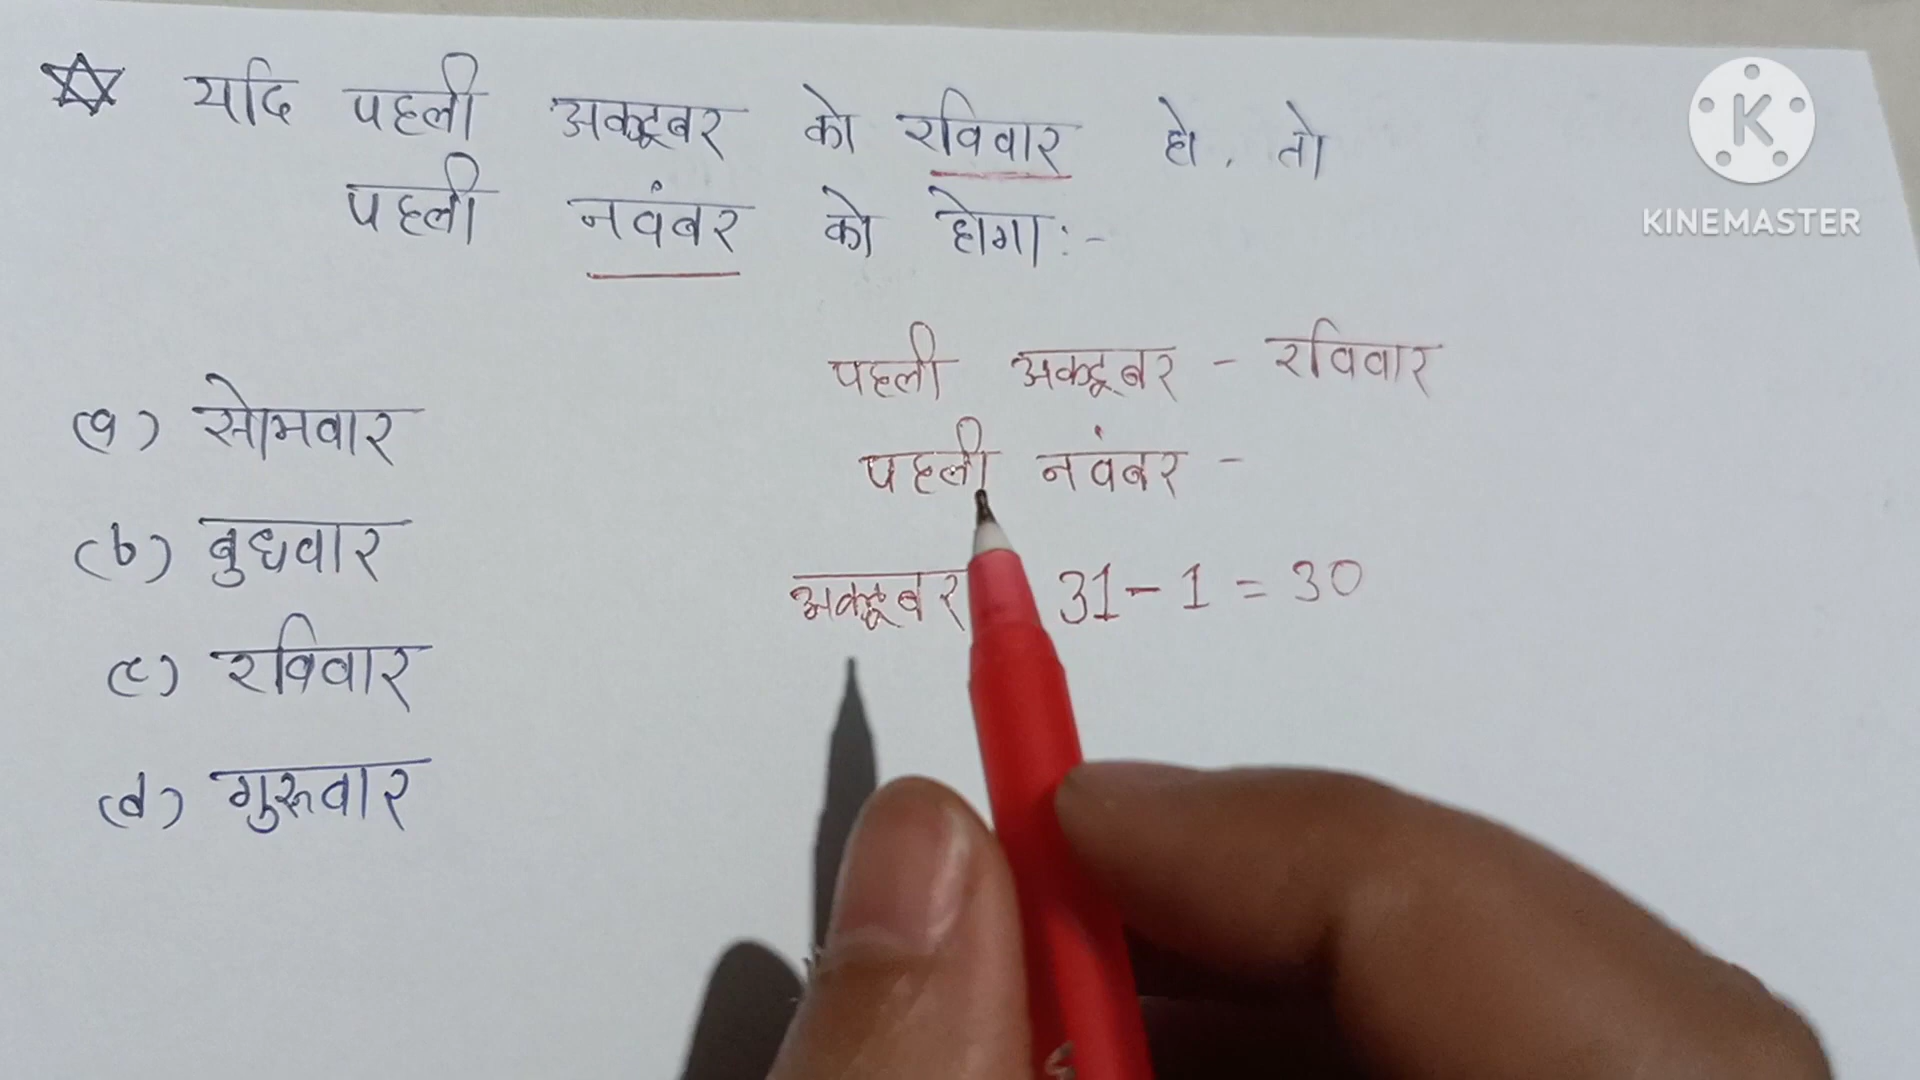 यदि पहली अक्टूबर को रविवार हो, तो
पहली नवंबर को होगा:-
पहली अक्टूबर - रविवार
पहली नवंबर -
अक्टूबर 31 - 1 = 30
(a) सोमवार
(b) बुधवार
(c) रविवार
(d) गुरुवार
K
KINEMASTER